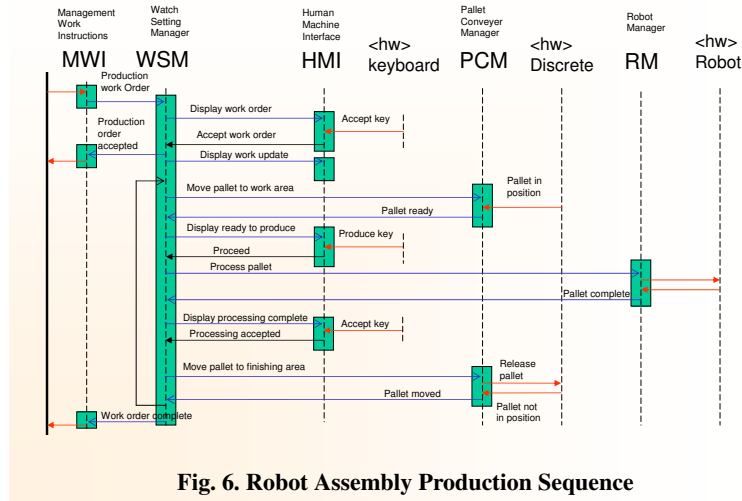 Management
Work
Instructions
Watch
Setting
Manager
Human
Machine
Interface
Pallet
Conveyer
Manager
Robot
Manager
MWI
WSM
HMI
<hw>
keyboard
PCM
<hw>
Discrete
RM
<hw>
Robot
Production
work Order
Display work order
Accept key
Production
order
accepted
Accept work order
Display work update
Move pallet to work area
Pallet in
position
Pallet ready
Display ready to produce
Produce key
Proceed
Process pallet
Pallet complete
Display processing complete
Accept key
Processing accepted
Move pallet to finishing area
Release
pallet
Pallet moved
Pallet not
in position
Work order complete
Fig. 6. Robot Assembly Production Sequence